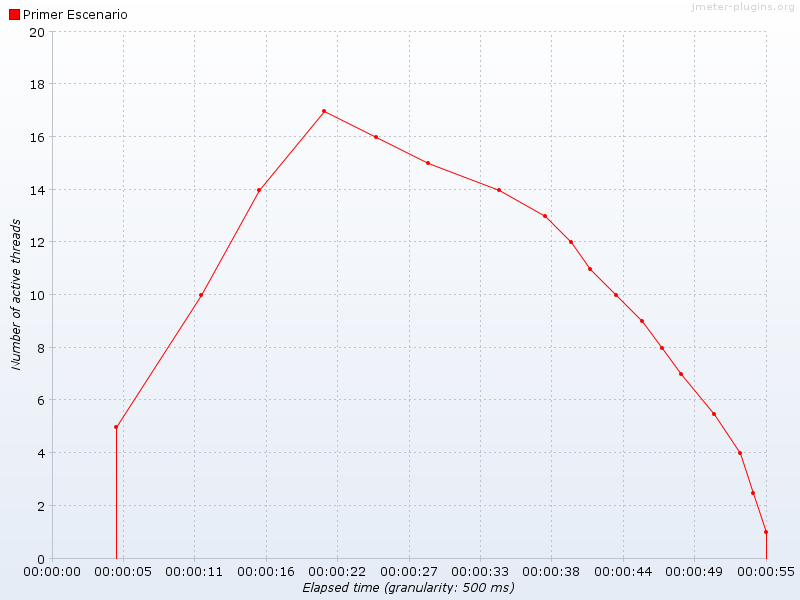 jmeter-plugins.org
Primer Escenario
20
18
16
14
12
10
8
6
4
2
0
Number of active threads
00:00:00 00:00:05 00:00:11 00:00:16 00:00:22 00:00:27 00:00:33 00:00:38 00:00:44 00:00:49 00:00:55
Elapsed time (granularity: 500 ms)